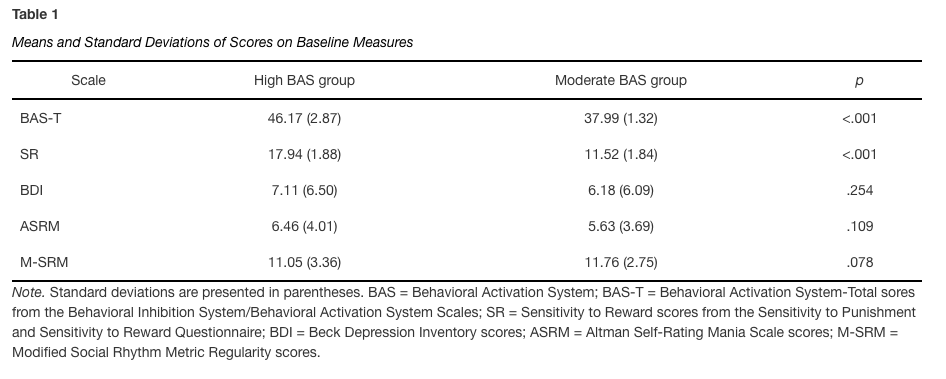 Table 1
Means and Standard Deviations of Scores on Baseline Measures
Scale High BAS group Moderate BAS group p
BAS-T 46.17 (2.87) 37.99 (1.32) <.001
SR 17.94 (1.88) 11.52 (1.84) <.001
BDI 7.11 (6.50) 6.18 (6.09) .254
ASRM 6.46 (4.01) 5.63 (3.69) .109
M-SRM 11.05 (3.36) 11.76 (2.75) .078
Note. Standard deviations are presented in parentheses. BAS = Behavioral Activation System; BAS-T = Behavioral Activation System-Total sores
from the Behavioral Inhibition System/Behavioral Activation System Scales; SR = Sensitivity to Reward scores from the Sensitivity to Punishment
and Sensitivity to Reward Questionnaire; BDI = Beck Depression Inventory scores; ASRM = Altman Self-Rating Mania Scale scores; M-SRM =
Modified Social Rhythm Metric Regularity scores.